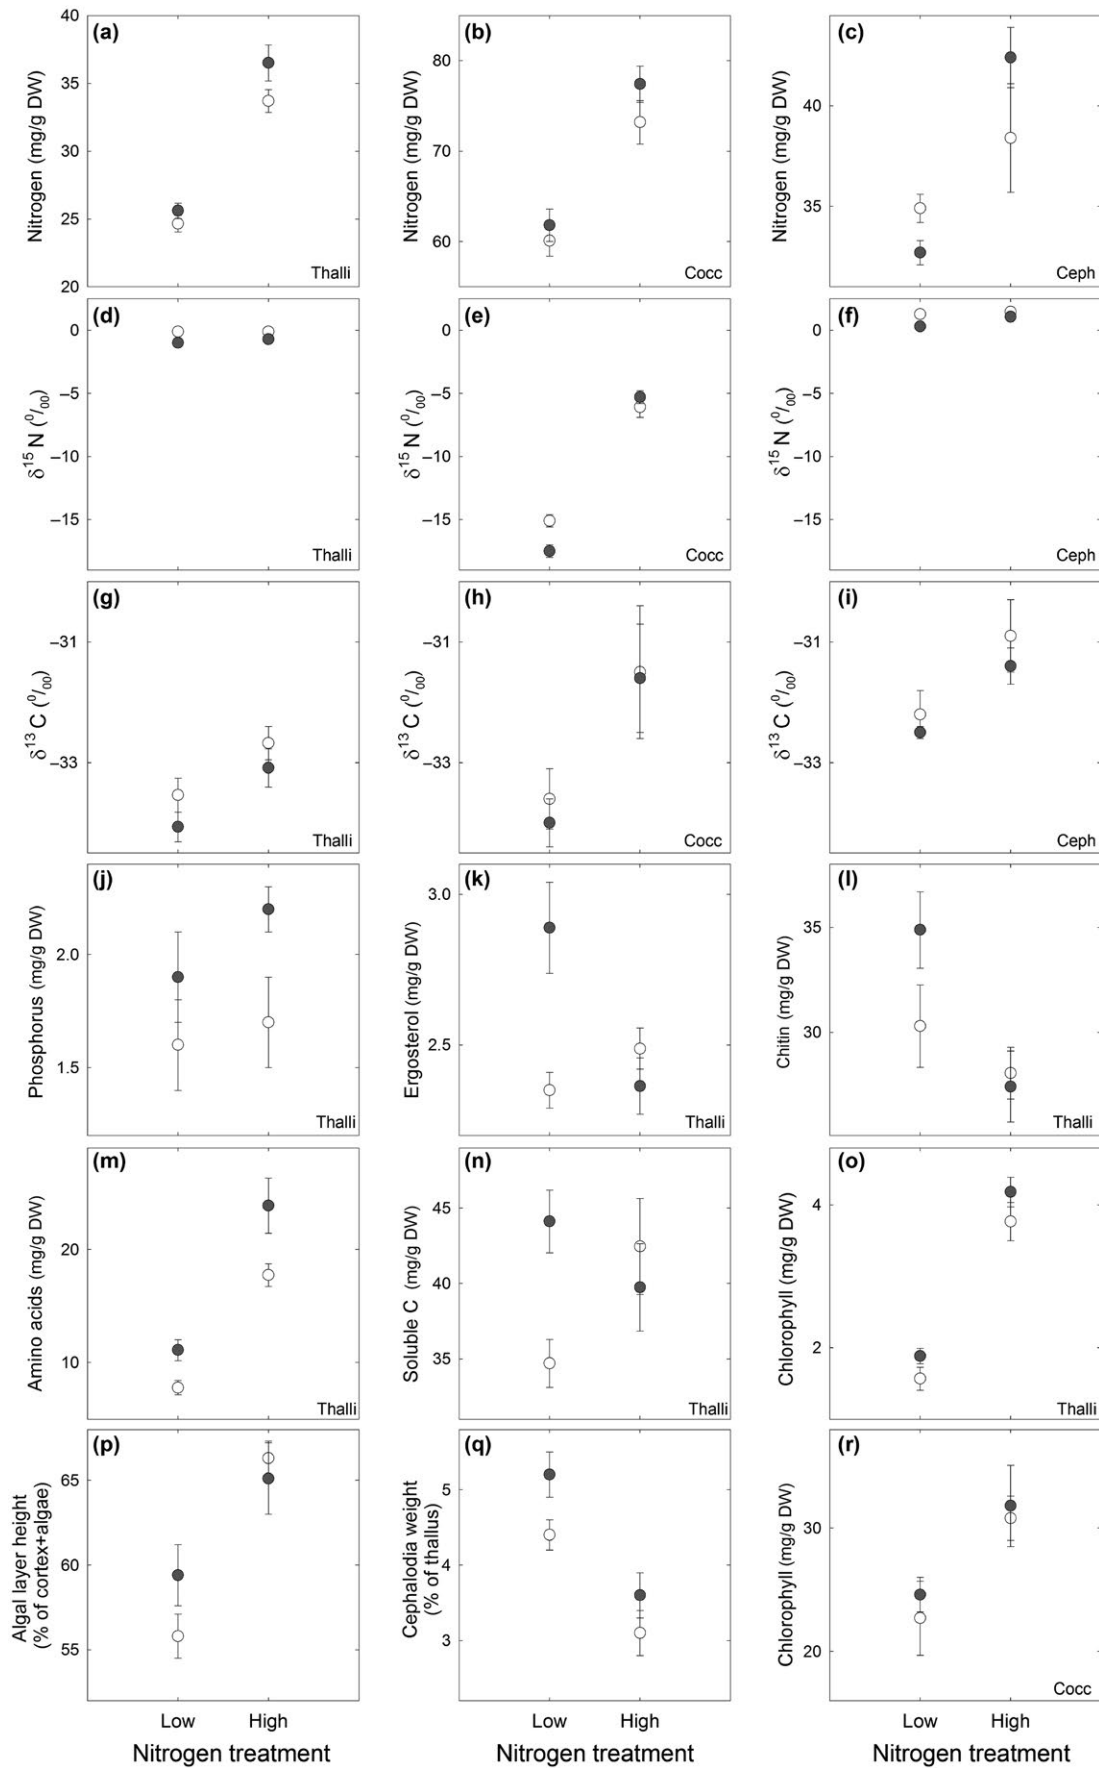 (a)
Nitrogen (mg/g DW)
40
35
30
25
20
Thalli
(b)
Nitrogen (mg/g DW)
80
70
60
Cocc
(c)
Nitrogen (mg/g DW)
40
35
Ceph
(d)
δ15 N (0/00)
0
−5
−10
−15
Thalli
(e)
δ15 N (0/00)
0
−5
−10
−15
Cocc
(f)
δ15 N (0/00)
0
−5
−10
−15
Ceph
(g)
δ13 C (0/00)
−31
−33
Thalli
(h)
δ13 C (0/00)
−31
−33
Cocc
(i)
δ13 C (0/00)
−31
−33
Ceph
(j)
Phosphorus (mg/g DW)
2.0
1.5
Thalli
(k)
Ergosterol (mg/g DW)
3.0
2.5
Thalli
(l)
Chitin (mg/g DW)
35
30
Thalli
(m)
Amino acids (mg/g DW)
20
10
Thalli
(n)
Soluble C (mg/g DW)
45
40
35
Thalli
(o)
Chlorophyll (mg/g DW)
4
2
Thalli
(p)
Algal layer height
(% of cortex+algae)
65
60
55
Low High
Nitrogen treatment
(q)
Cephalodia weight
(% of thallus)
5
4
3
Low High
Nitrogen treatment
(r)
Chlorophyll (mg/g DW)
30
20
Cocc
Low High
Nitrogen treatment